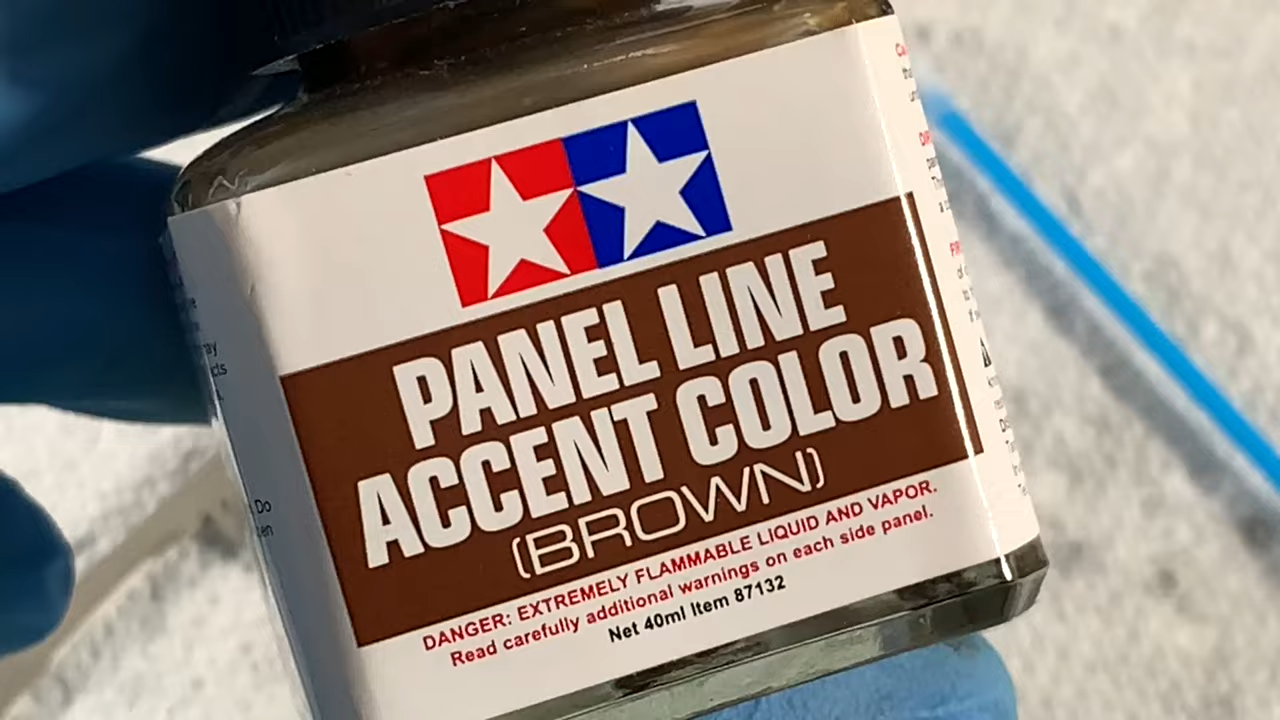 PANEL LINE
ACCENT COLOR
(BROWN)
DANGER: EXTREMELY FLAMMABLE LIQUID AND VAPOR.
Read carefully additional warnings on each side panel.
Net 40ml Item 87132
Do